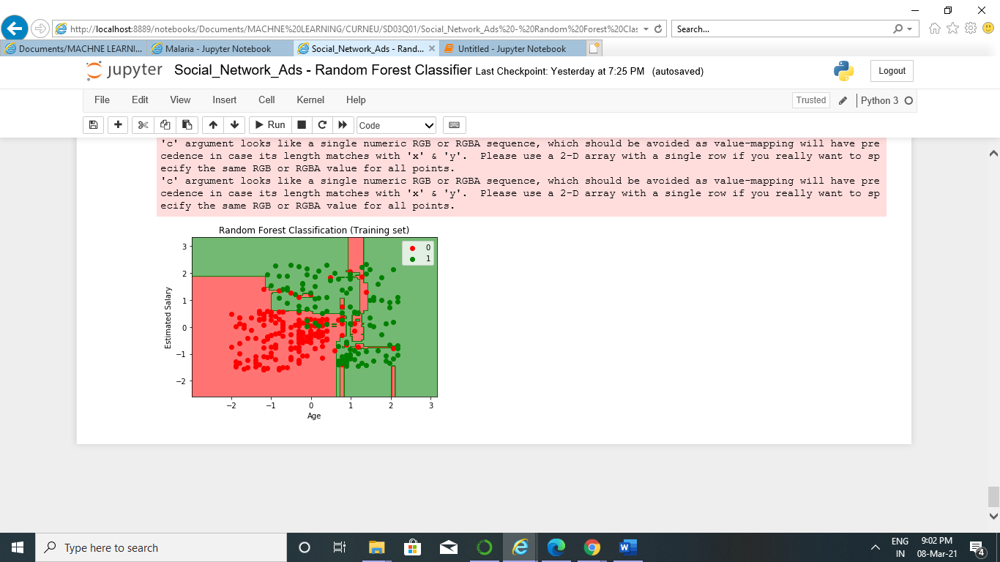 http://localhost:8889/notebooks/Documents/MACHNE%20LEARNING/CURNEU/SD03Q01/Social_Network_Ads%20-%20Random%20Forest%20Clas
Search...
Documents/MACHINE LEARNI...
Malaria - Jupyter Notebook
Social_Network_Ads - Rand...
Untitled - Jupyter Notebook
jupyter Social_Network_Ads - Random Forest Classifier Last Checkpoint: Yesterday at 7:25 PM (autosaved)
Logout
File Edit View Insert Cell Kernel Help
Trusted
Python 3
Run
Code
'c' argument looks like a single numeric RGB or RGBA sequence, which should be avoided as value-mapping will have pre
cedence in case its length matches with 'x' & 'y'.  Please use a 2-D array with a single row if you really want to sp
ecify the same RGB or RGBA value for all points.
'c' argument looks like a single numeric RGB or RGBA sequence, which should be avoided as value-mapping will have pre
cedence in case its length matches with 'x' & 'y'.  Please use a 2-D array with a single row if you really want to sp
ecify the same RGB or RGBA value for all points.
Random Forest Classification (Training set)
0
1
3
2
1
0
−1
−2
Estimated Salary
−2 −1 0 1 2 3
Age
Type here to search
ENG
IN
9:02 PM
08-Mar-21
4